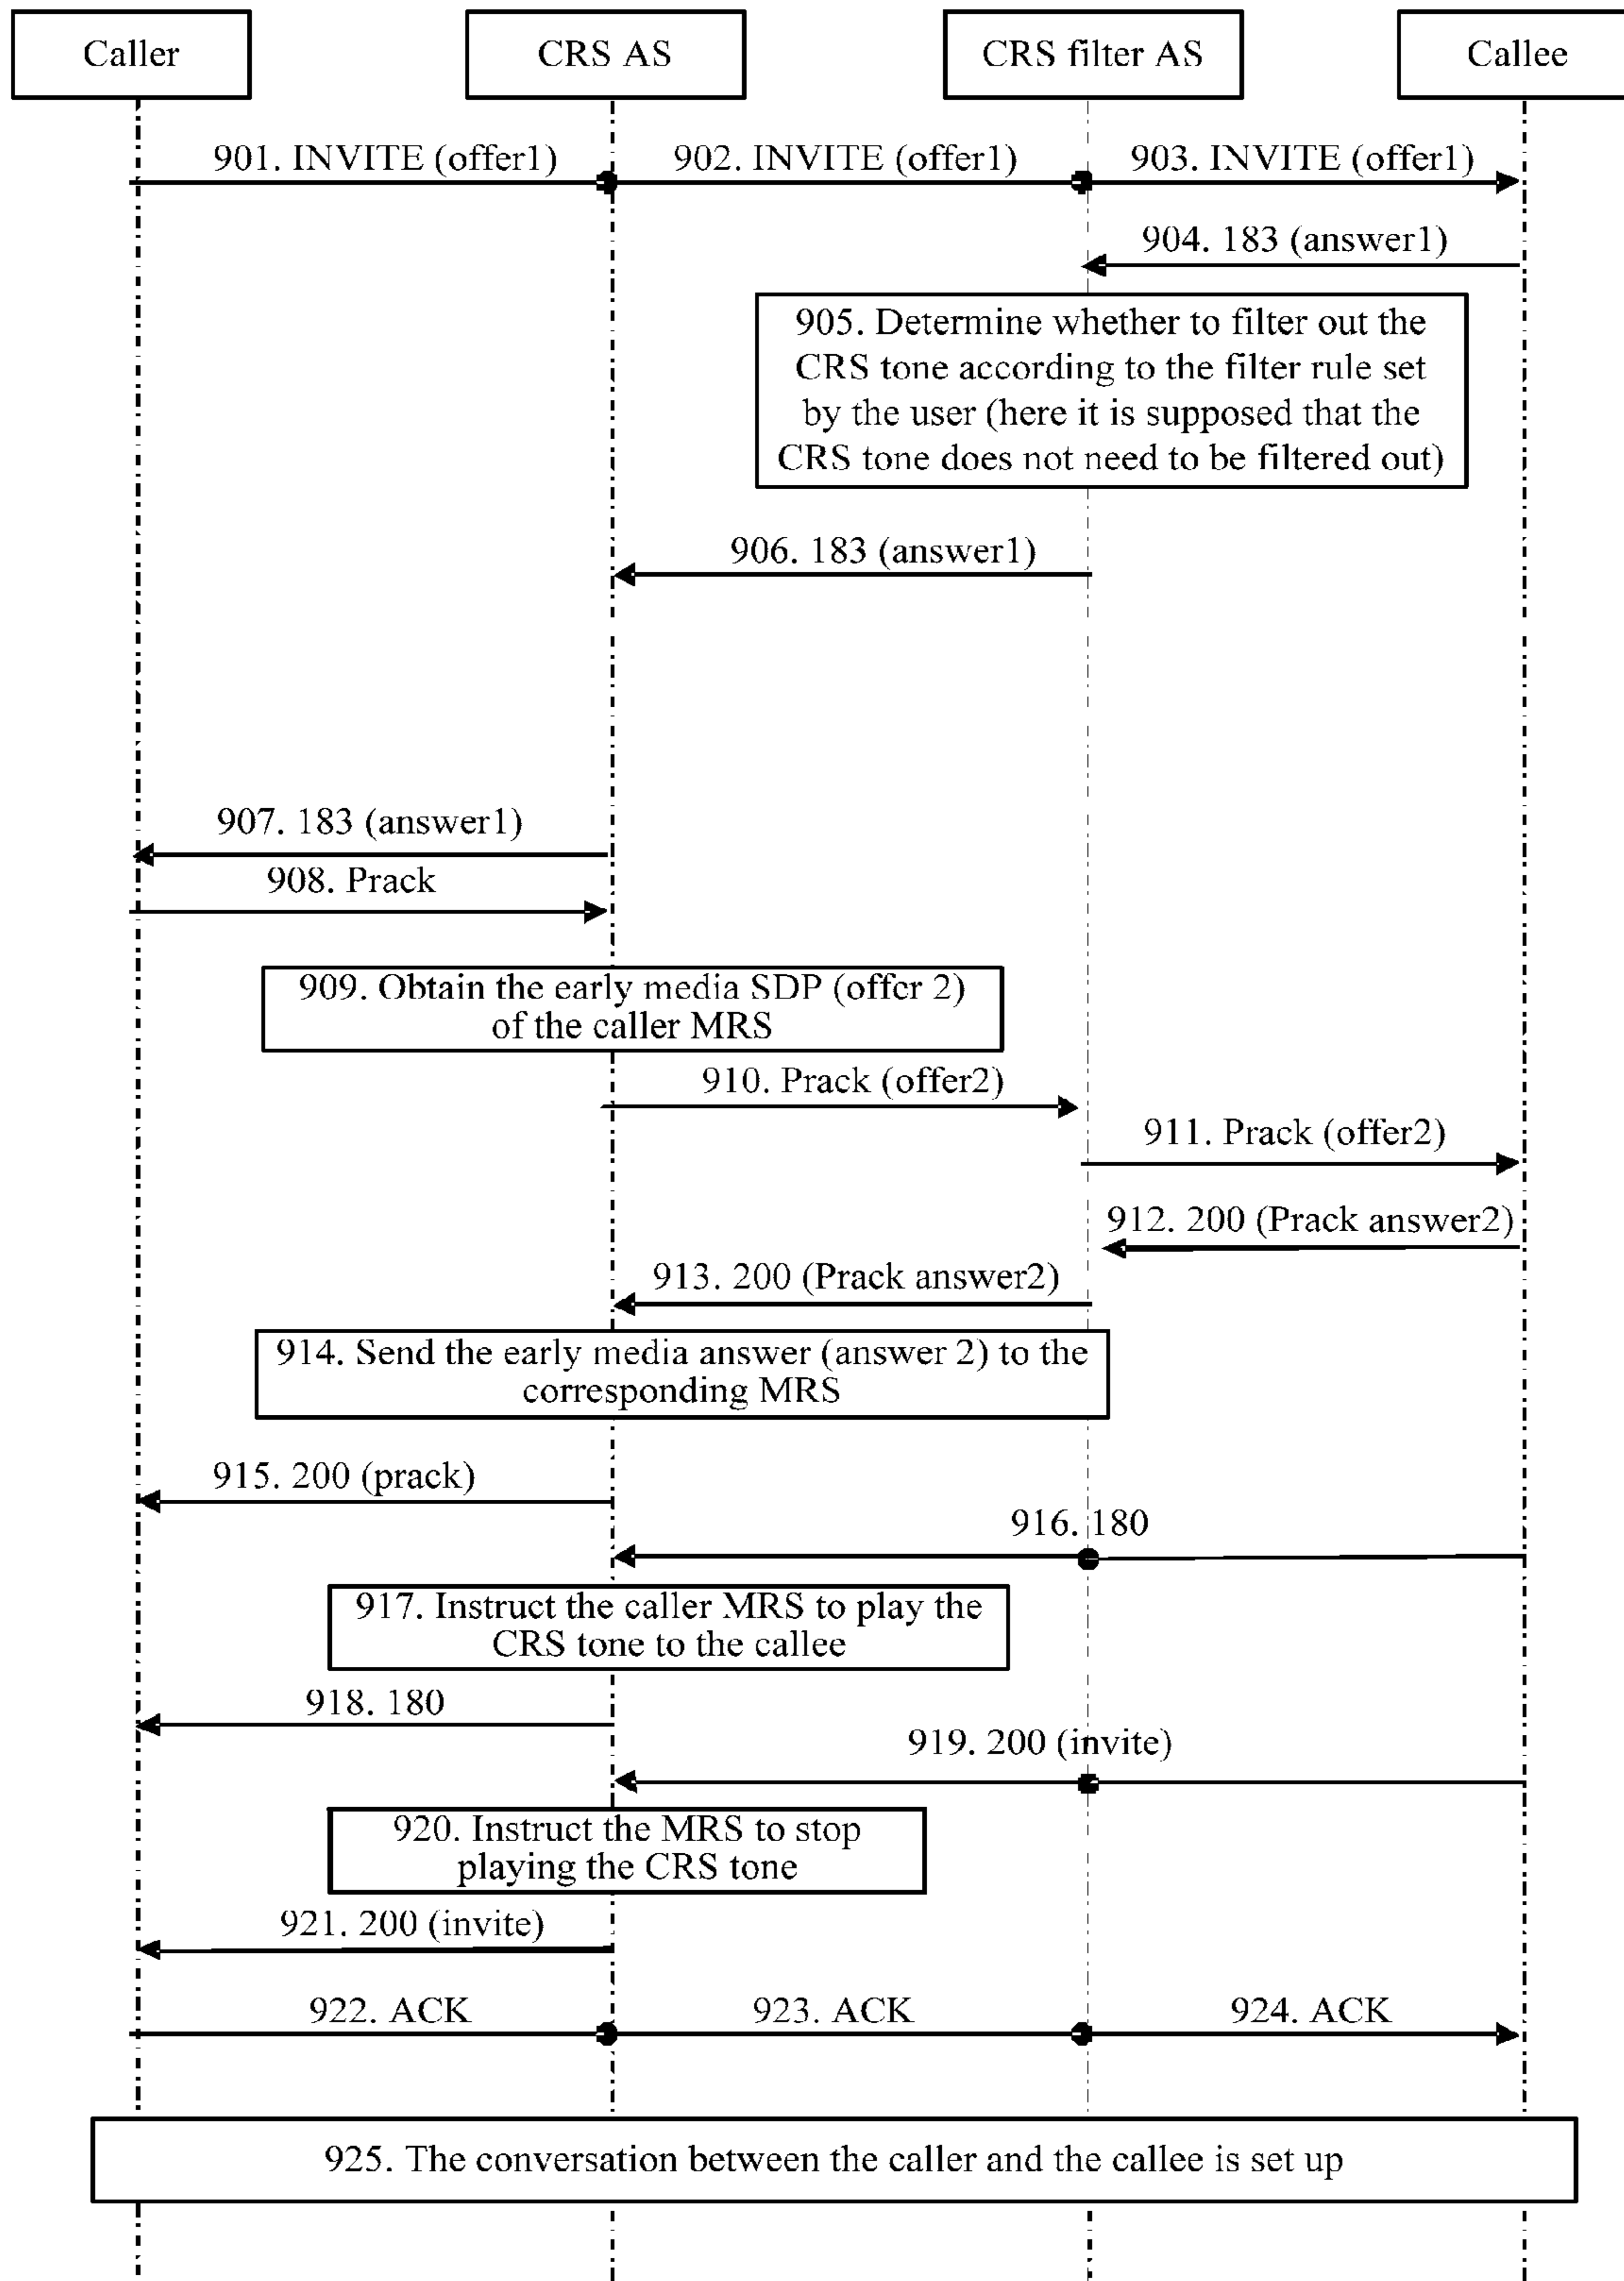 Caller
CRS AS
CRS filter AS
Callee
901. INVITE (offer1)
902. INVITE (offer1)
903. INVITE (offer1)
904. 183 (answer1)
905. Determine whether to filter out the
CRS tone according to the filter rule set
by the user (here it is supposed that the
CRS tone does not need to be filtered out)
906. 183 (answer1)
907. 183 (answer1)
908. Prack
909. Obtain the early media SDP (offer 2)
of the caller MRS
910. Prack (offer2)
911. Prack (offer2)
912. 200 (Prack answer2)
913. 200 (Prack answer2)
914. Send the early media answer (answer 2) to the
corresponding MRS
915. 200 (prack)
916. 180
917. Instruct the caller MRS to play the
CRS tone to the callee
918. 180
919. 200 (invite)
920. Instruct the MRS to stop
playing the CRS tone
921. 200 (invite)
922. ACK
923. ACK
924. ACK
925. The conversation between the caller and the callee is set up